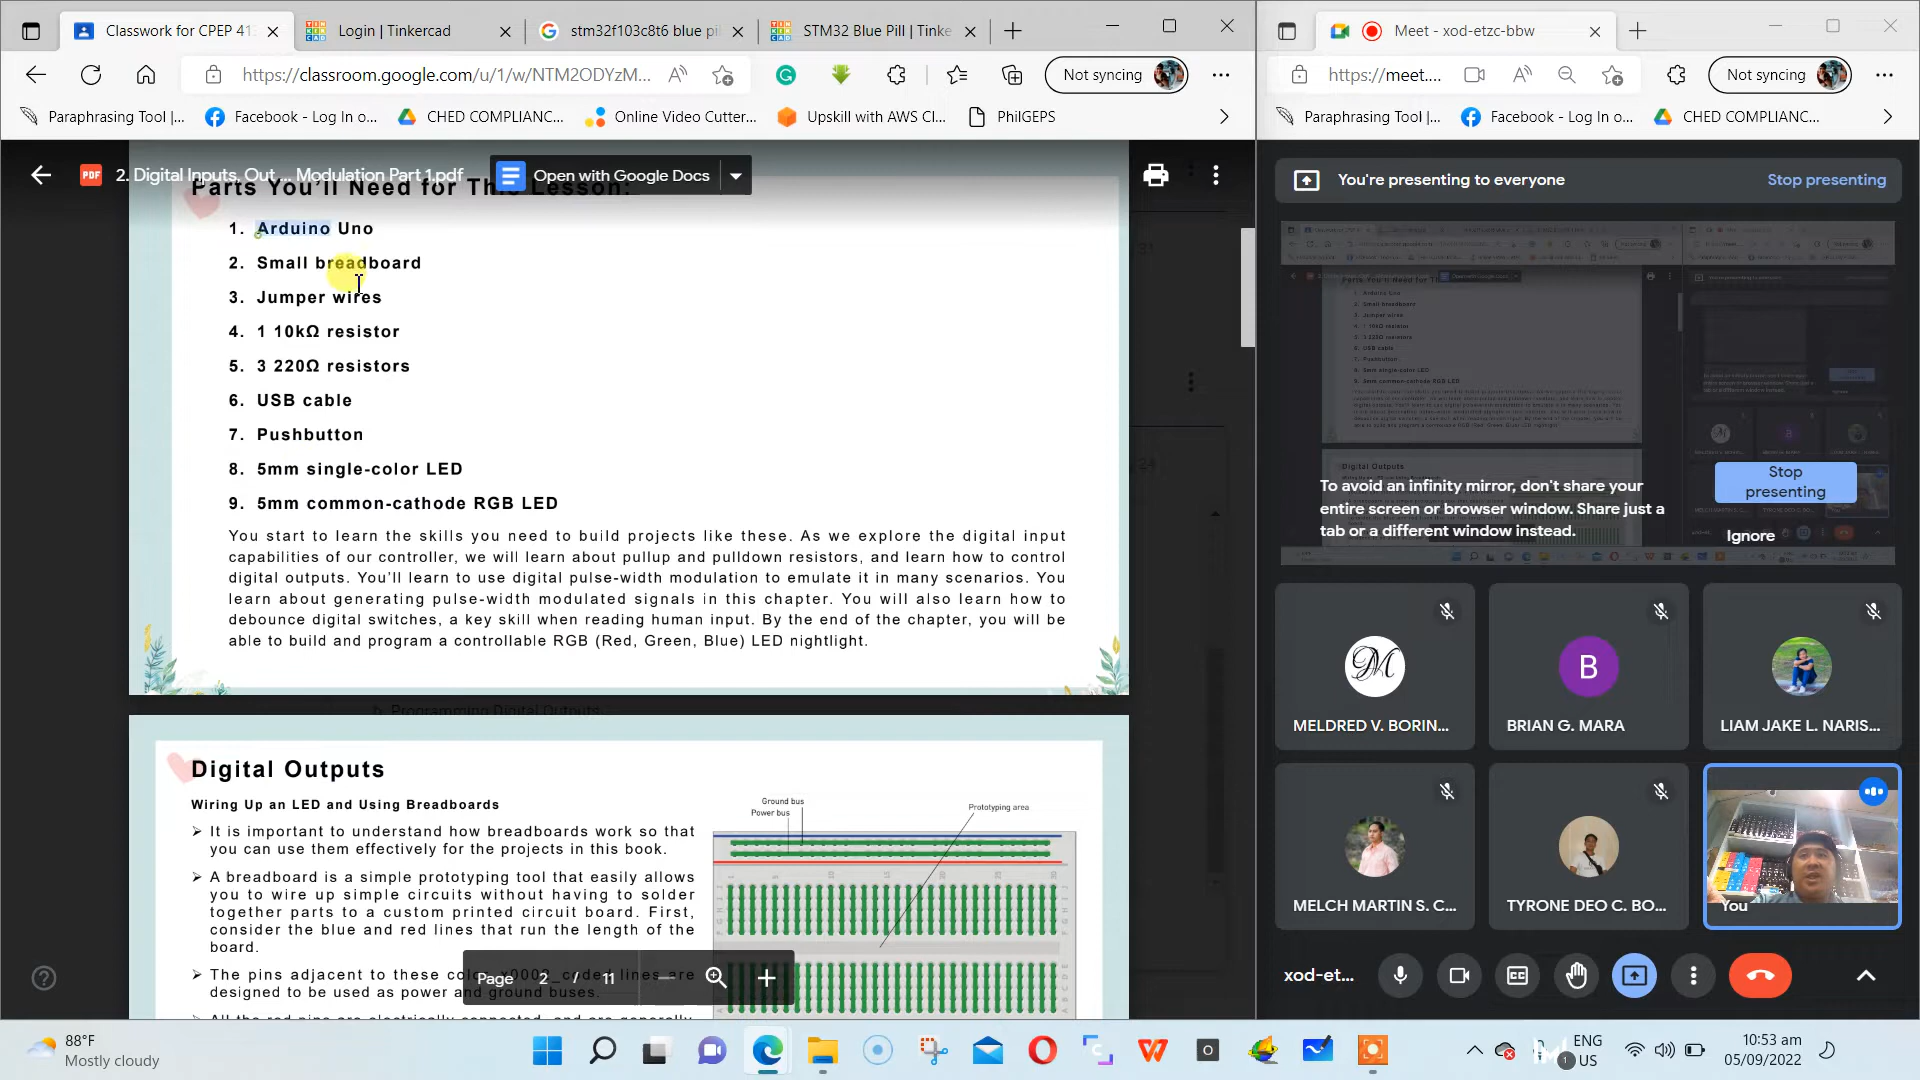 Classwork for CPEP 41
Login | Tinkercad
stm32f103c8t6 blue pi
STM32 Blue Pill | Tinke
Meet - xod-etzc-bbw
https://classroom.google.com/u/1/w/NTM2ODYzM...
Not syncing
https://meet....
Not syncing
Paraphrasing Tool |...
Facebook - Log In o...
CHED COMPLIANC...
Online Video Cutter...
Upskill with AWS Cl...
PhilGEPS
Paraphrasing Tool |...
Facebook - Log In o...
CHED COMPLIANC...
PDF
2. Digital Inputs, Out ... Modulation Part 1.pdf
Open with Google Docs
Parts You'll Need for This Lesson:
1. Arduino Uno
2. Small breadboard
3. Jumper wires
4. 1 10kΩ resistor
5. 3 220Ω resistors
6. USB cable
7. Pushbutton
8. 5mm single-color LED
9. 5mm common-cathode RGB LED
You start to learn the skills you need to build projects like these. As we explore the digital input
capabilities of our controller, we will learn about pullup and pulldown resistors, and learn how to control
digital outputs. You'll learn to use digital pulse-width modulation to emulate it in many scenarios. You
learn about generating pulse-width modulated signals in this chapter. You will also learn how to
debounce digital switches, a key skill when reading human input. By the end of the chapter, you will be
able to build and program a controllable RGB (Red, Green, Blue) LED nightlight.
Digital Outputs
Wiring Up an LED and Using Breadboards
It is important to understand how breadboards work so that
you can use them effectively for the projects in this book.
A breadboard is a simple prototyping tool that easily allows
you to wire up simple circuits without having to solder
together parts to a custom printed circuit board. First,
consider the blue and red lines that run the length of the
board.
The pins adjacent to these
lines are
designed to be used as power and ground buses.
Ground bus
Power bus
Prototyping area
Page 2 / 11
You're presenting to everyone
Stop presenting
To avoid an infinity mirror, don't share your
entire screen or browser window. Share just a
tab or a different window instead.
Stop
presenting
Ignore
MELDRED V. BORIN...
B
BRIAN G. MARA
LIAM JAKE L. NARIS...
MELCH MARTIN S. C...
TYRONE DEO C. BO...
You
xod-et...
88°F
Mostly cloudy
ENG
US
10:53 am
05/09/2022